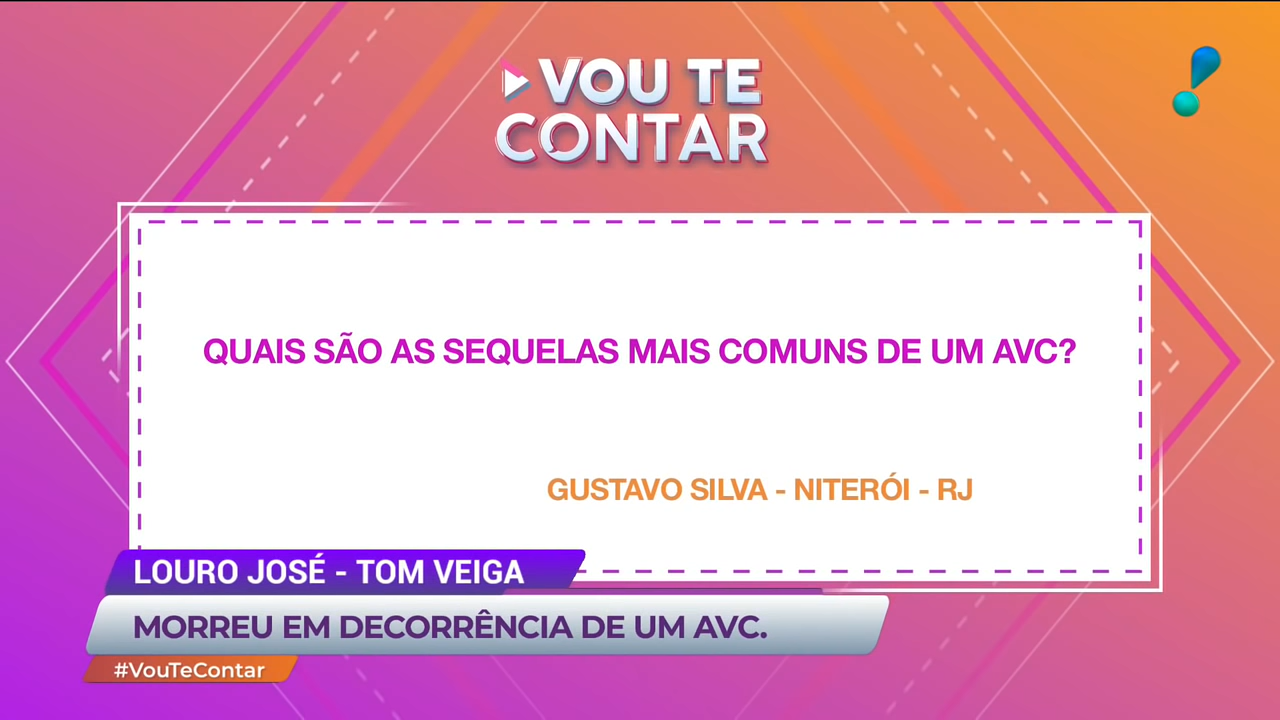 VOU TE
CONTAR
QUAIS SÃO AS SEQUELAS MAIS COMUNS DE UM AVC?
GUSTAVO SILVA - NITERÓI - RJ
LOURO JOSÉ - TOM VEIGA
MORREU EM DECORRÊNCIA DE UM AVC.
#VouTeContar